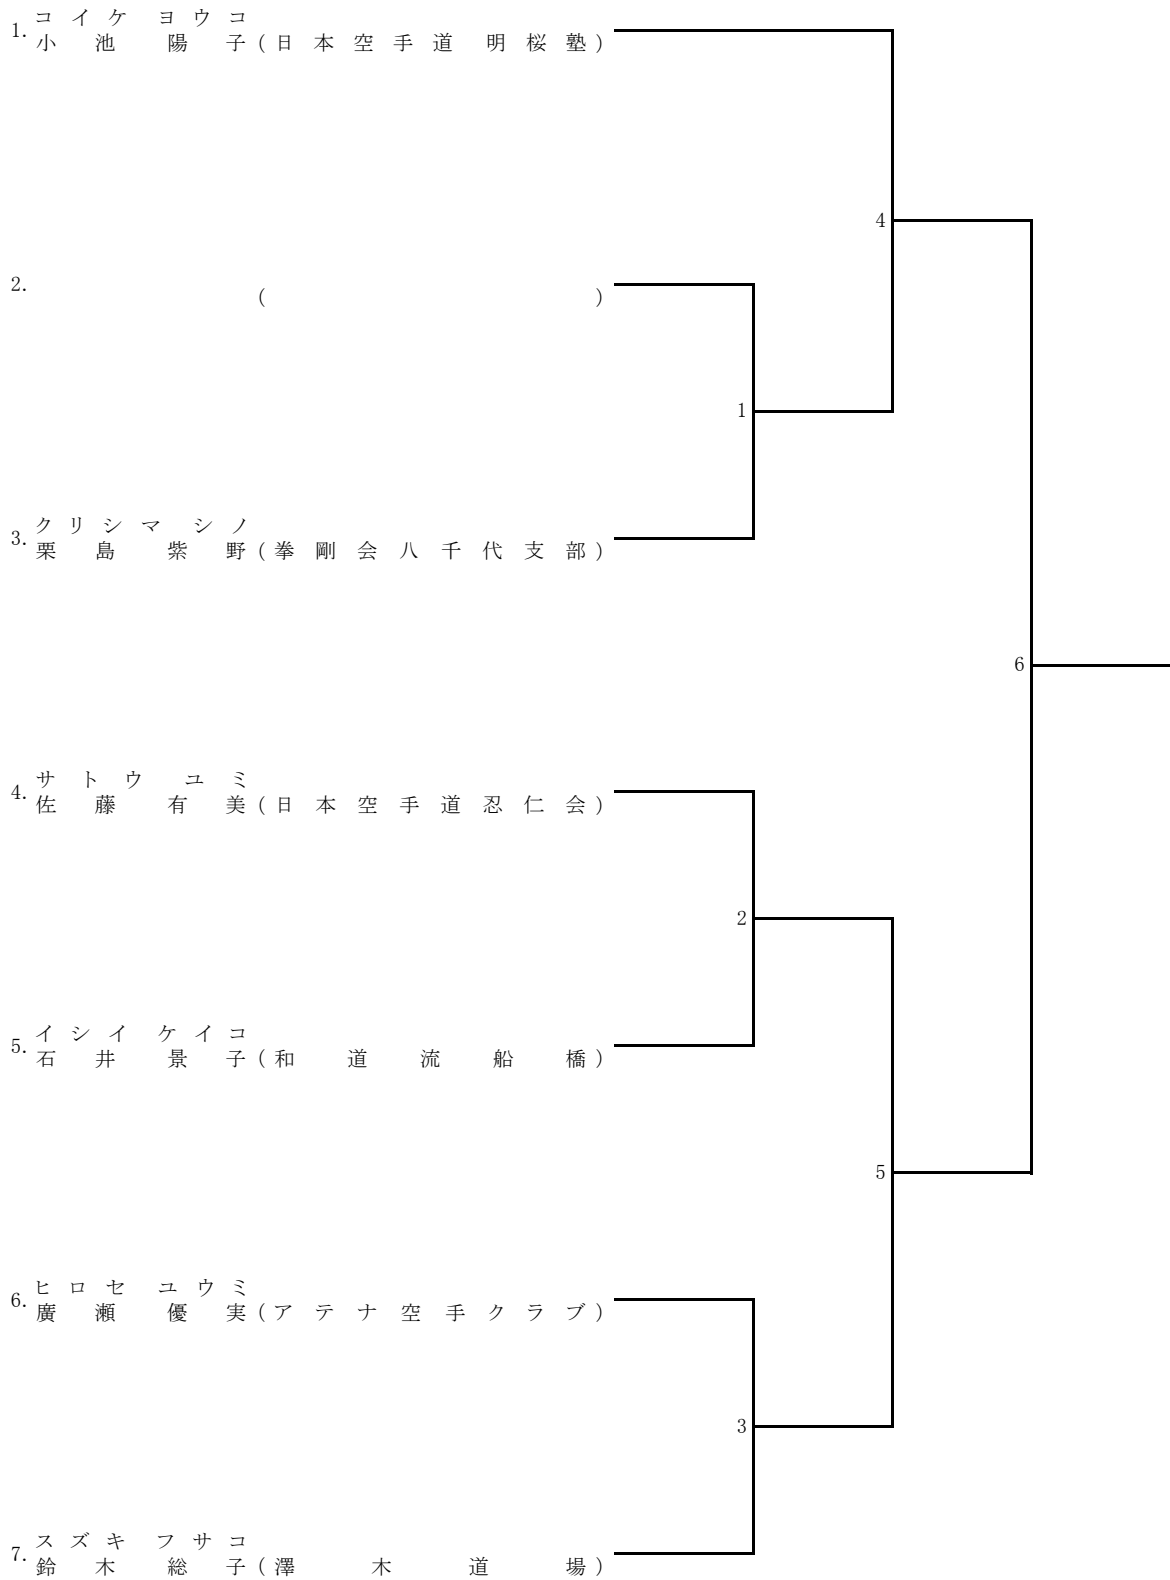 コイケ ヨウコ
1. 小池 陽子(日本空手道 明桜塾)
4
2. ( )
1
クリシマ シノ
3. 栗島 紫野(拳剛会八千代支部)
6
サトウ ユミ
4. 佐藤 有美(日本空手道忍仁会)
2
イシイ ケイコ
5. 石井 景子(和道流船橋)
5
ヒロセ ユウミ
6. 廣瀬 優実(アテナ空手クラブ)
3
スズキ フサコ
7. 鈴木 総子(澤木道場)